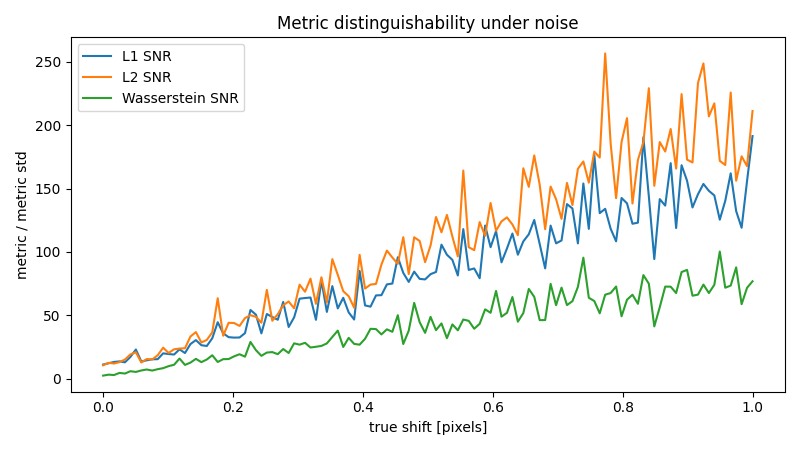 Metric distinguishability under noise
L1 SNR
L2 SNR
Wasserstein SNR
metric / metric std
250
200
150
100
50
0
0.0 0.2 0.4 0.6 0.8 1.0
true shift [pixels]